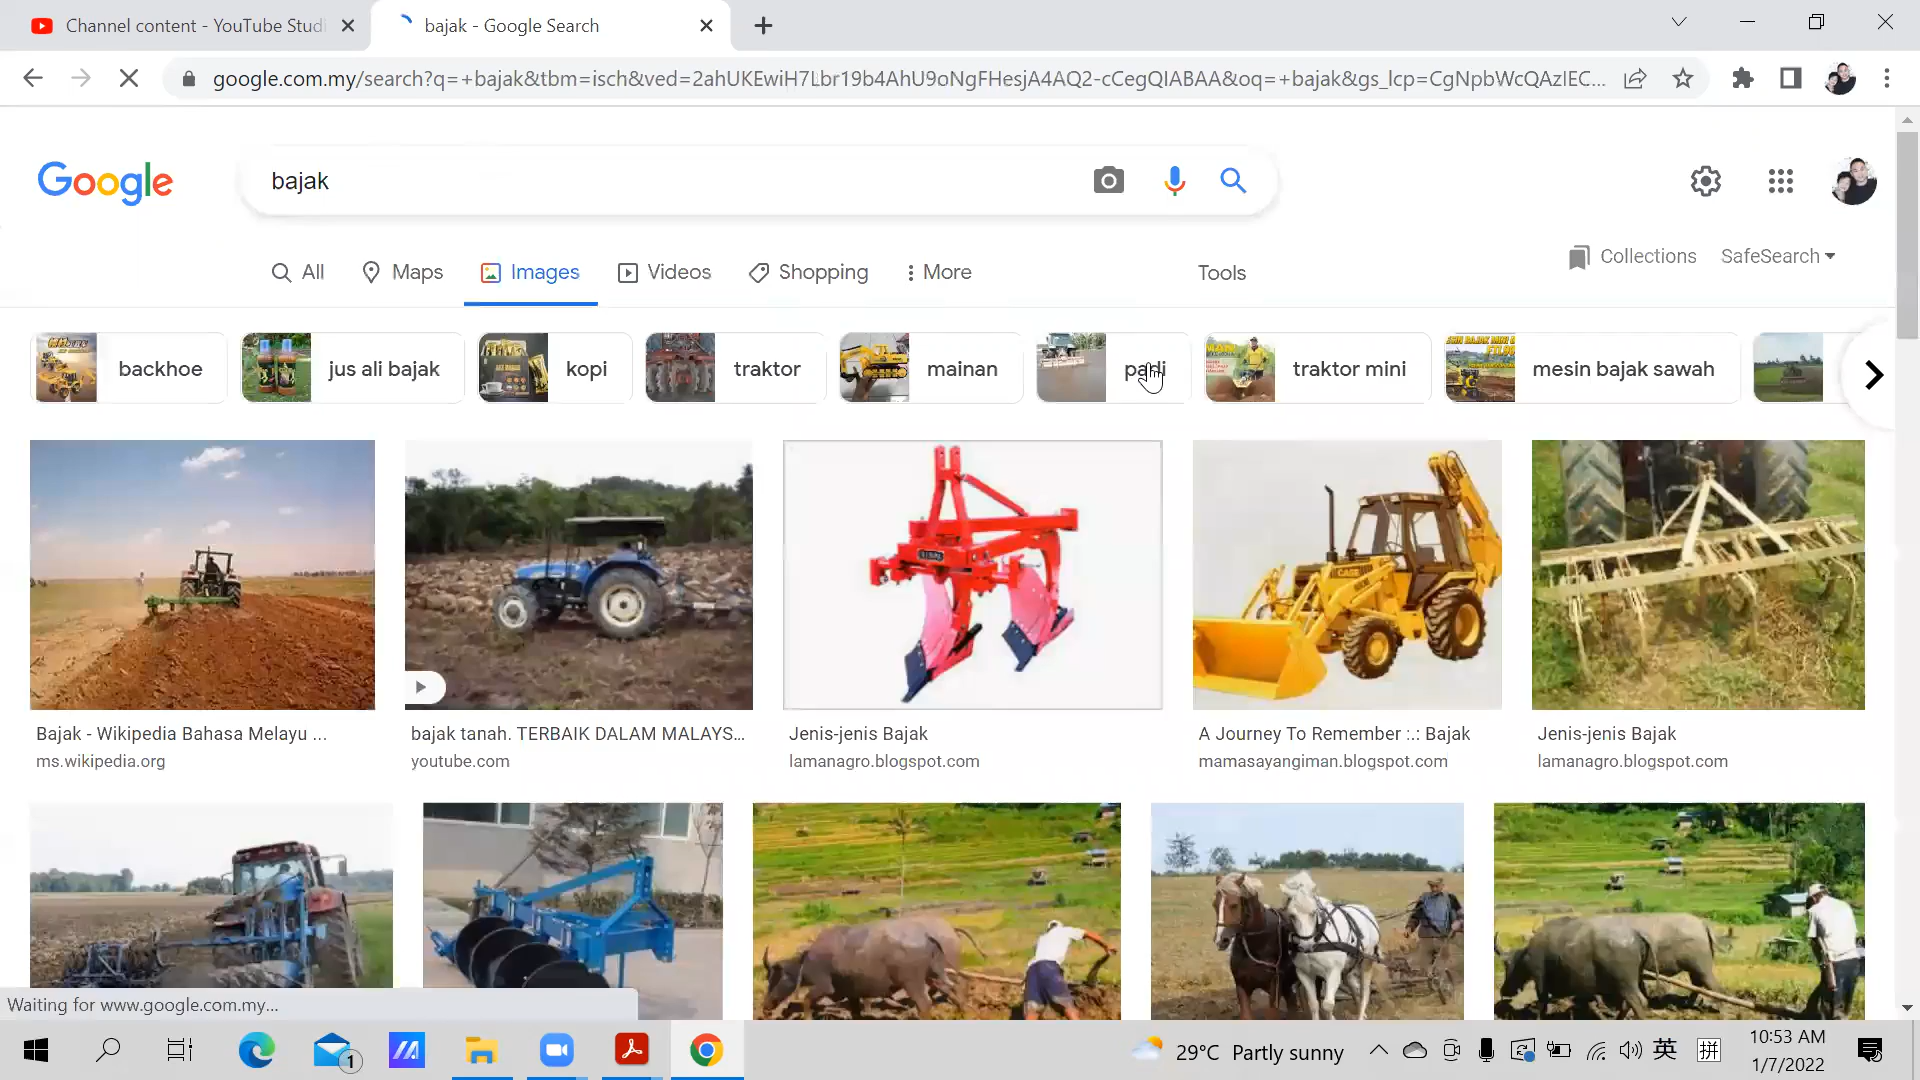 Channel content - YouTube Studi
bajak - Google Search
google.com.my/search?q=+bajak&tbm=isch&ved=2ahUKEwiH7Lbr19b4AhU9oNgFHesjA4AQ2-cCegQIABAA&oq=+bajak&gs_lcp=CgNpbWcQAzIEC...
Google
bajak
All
Maps
Images
Videos
Shopping
More
Tools
Collections
SafeSearch
backhoe
jus ali bajak
kopi
traktor
mainan
padi
traktor mini
mesin bajak sawah
Bajak - Wikipedia Bahasa Melayu ...
ms.wikipedia.org
bajak tanah. TERBAIK DALAM MALAYS...
youtube.com
Jenis-jenis Bajak
lamanagro.blogspot.com
CASE
A Journey To Remember :.: Bajak
mamasayangiman.blogspot.com
Jenis-jenis Bajak
lamanagro.blogspot.com
Waiting for www.google.com.my...
1
29°C Partly sunny
英
拼
10:53 AM
1/7/2022